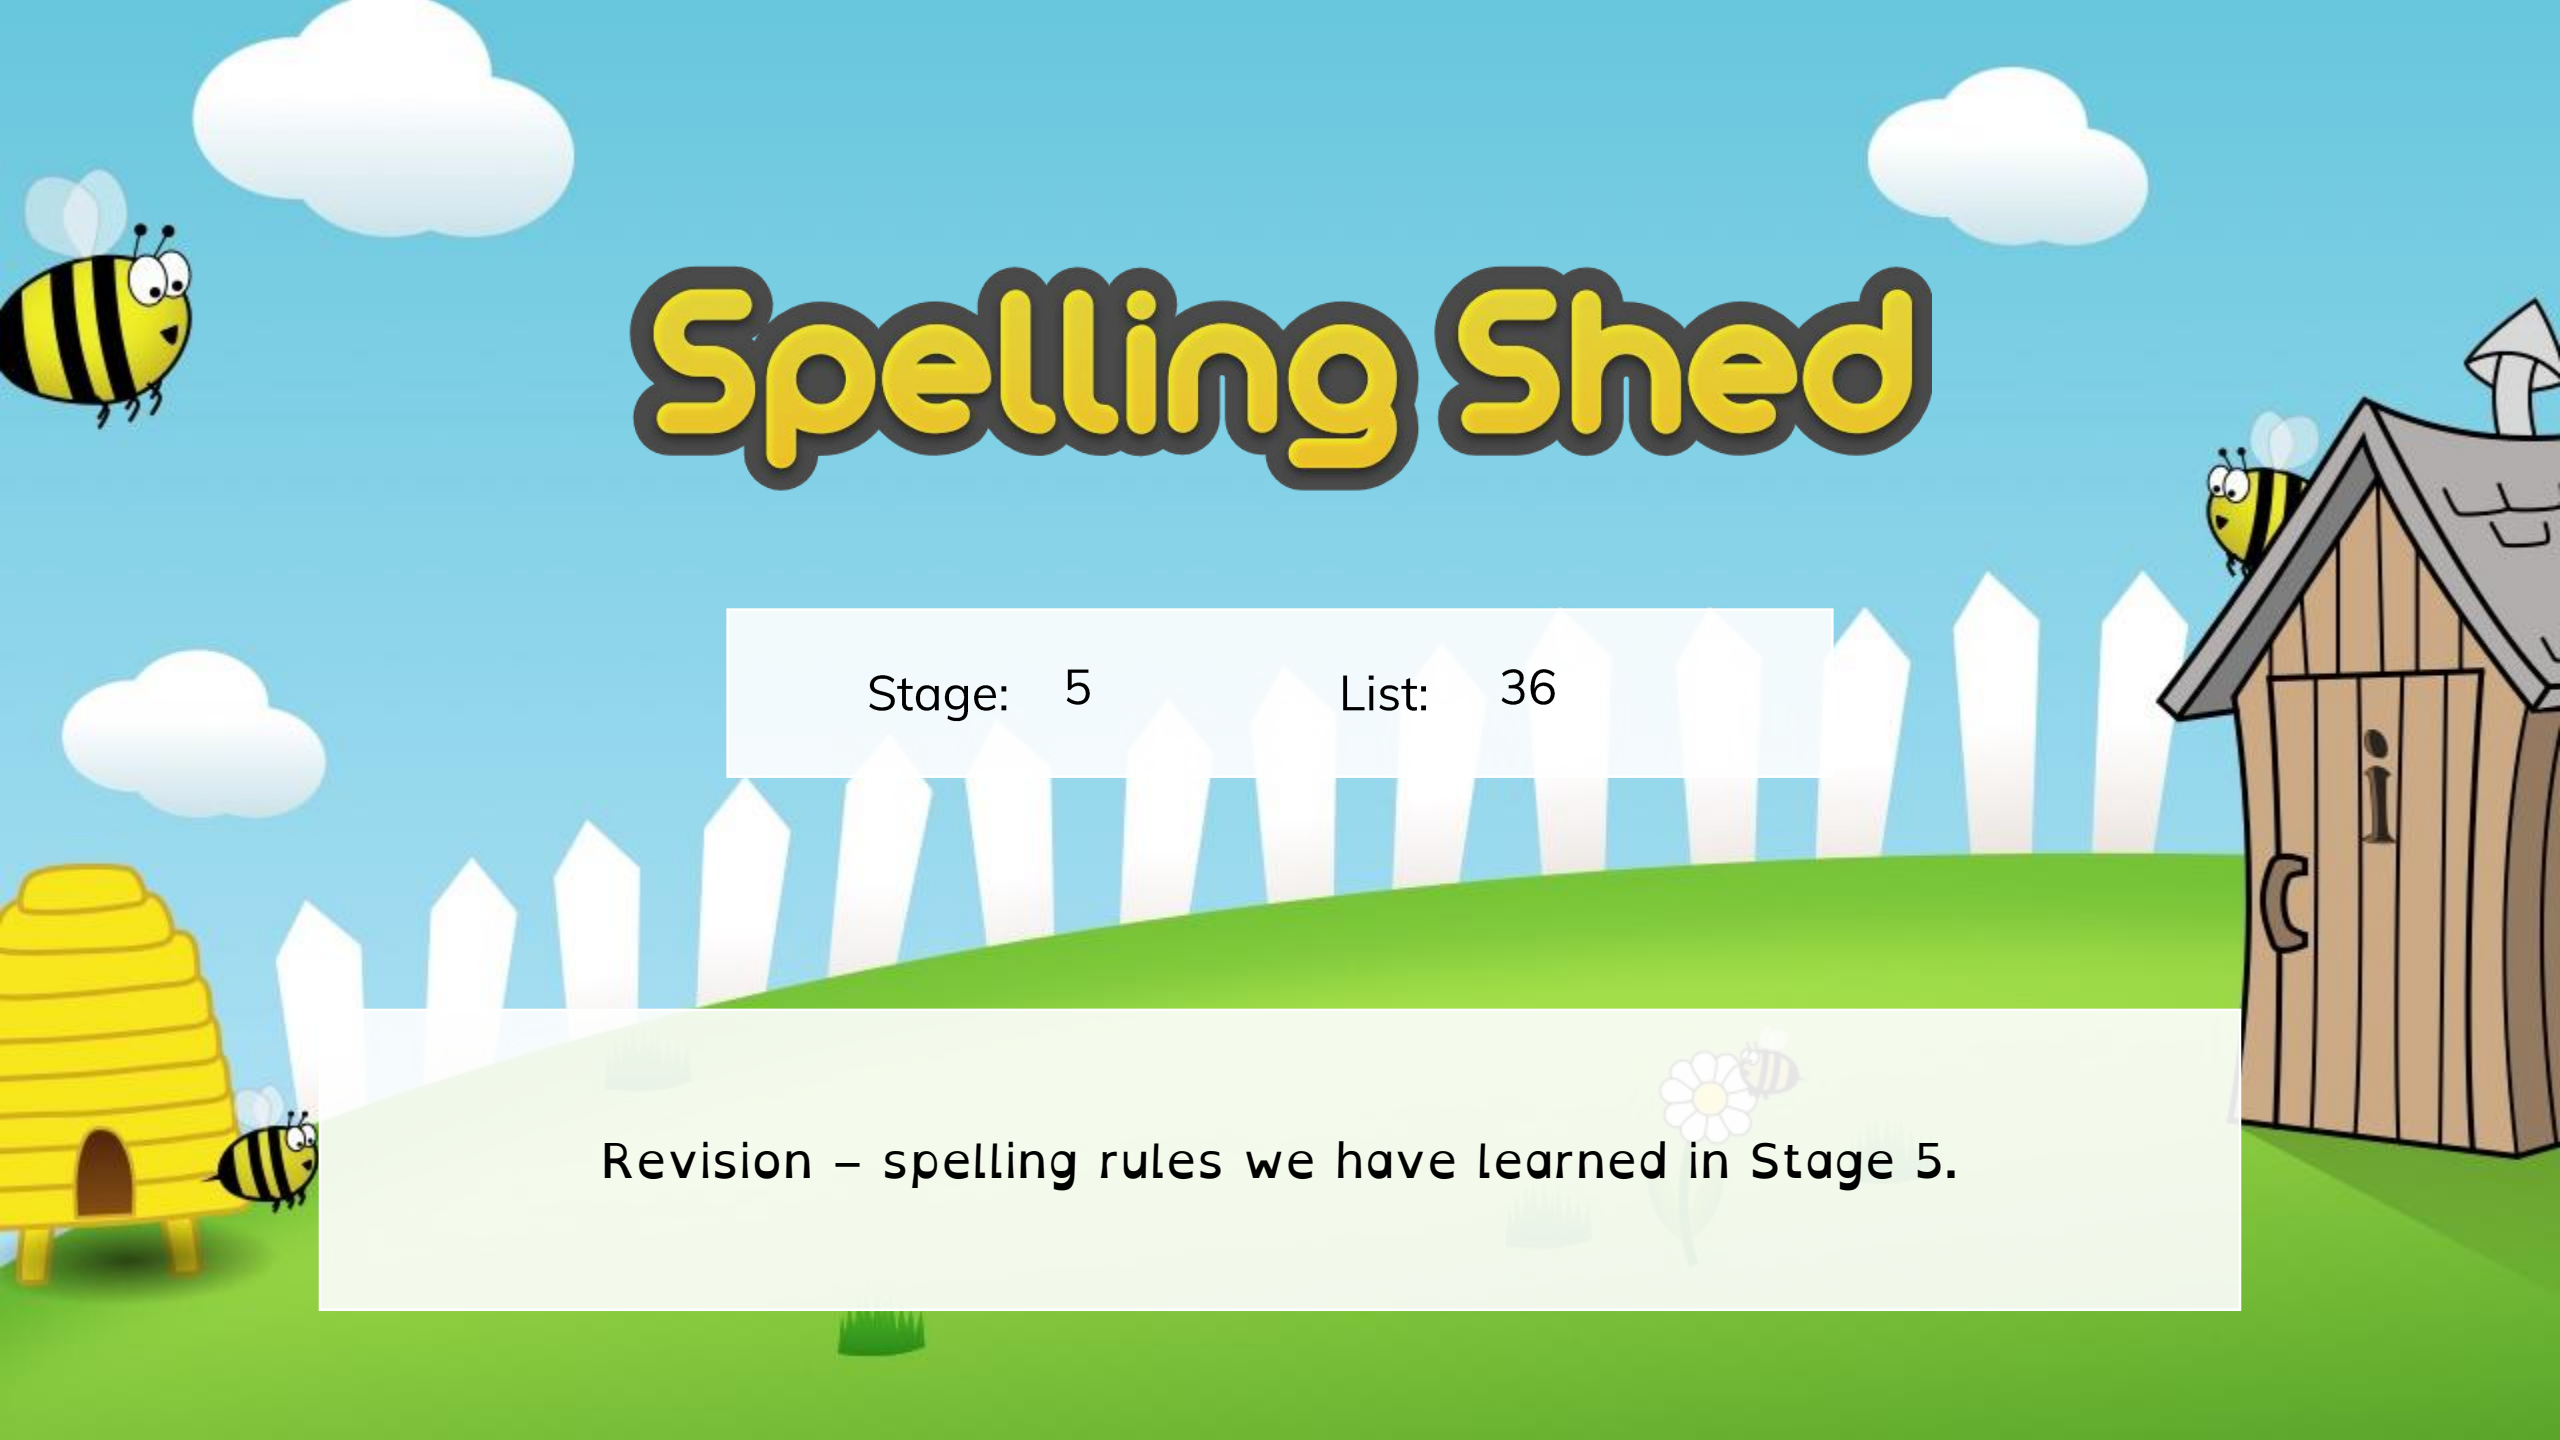 Spelling Shed
Stage: 5 List: 36
i
Revision – spelling rules we have learned in Stage 5.